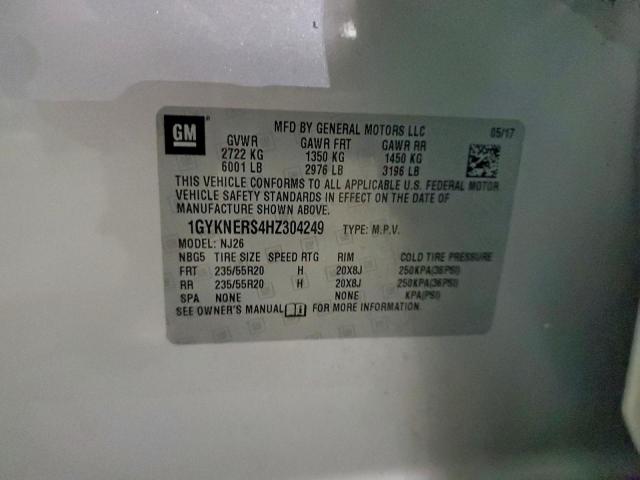 GM ®
MFD BY GENERAL MOTORS LLC 05/17
GVWR GAWR FRT GAWR RR
2722 KG 1350 KG 1450 KG
6001 LB 2976 LB 3196 LB
THIS VEHICLE CONFORMS TO ALL APPLICABLE U.S. FEDERAL MOTOR
VEHICLE SAFETY STANDARDS IN EFFECT ON THE DATE OF
MANUFACTURE SHOWN ABOVE.
1GYKNERS4HZ304249 TYPE: M.P.V.
MODEL: NJ26
NBG5 TIRE SIZE SPEED RTG RIM COLD TIRE PRESSURE
FRT 235/55R20 H 20X8J 250KPA(36PSI)
RR 235/55R20 H 20X8J 250KPA(36PSI)
SPA NONE NONE KPA(PSI)
SEE OWNER'S MANUAL FOR MORE INFORMATION.